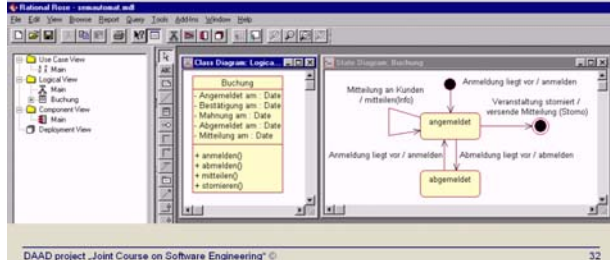 Rational Rose - semautomat.mdl
File Edit View Browse Report Query Tools Add-Ins Window Help
Use Case View
Main
Logical View
Main
Buchung
Component View
Main
Deployment View
ABC
Class Diagram: Logica...
Buchung
- Angemeldet am : Date
- Bestätigung am : Date
- Mahnung am : Date
- Abgemeldet am : Date
- Mitteilung am : Date
+ anmelden()
+ abmelden()
+ mitteilen()
+ stornieren()
State Diagram: Buchung
Anmeldung liegt vor / anmelden
Mitteilung an Kunden
/ mitteilen(Info)
Veranstaltung storniert /
versende Mitteilung (Storno)
angemeldet
Anmeldung liegt vor / anmelden
Abmeldung liegt vor / abmelden
abgemeldet
DAAD project „Joint Course on Software Engineering“ ©
32